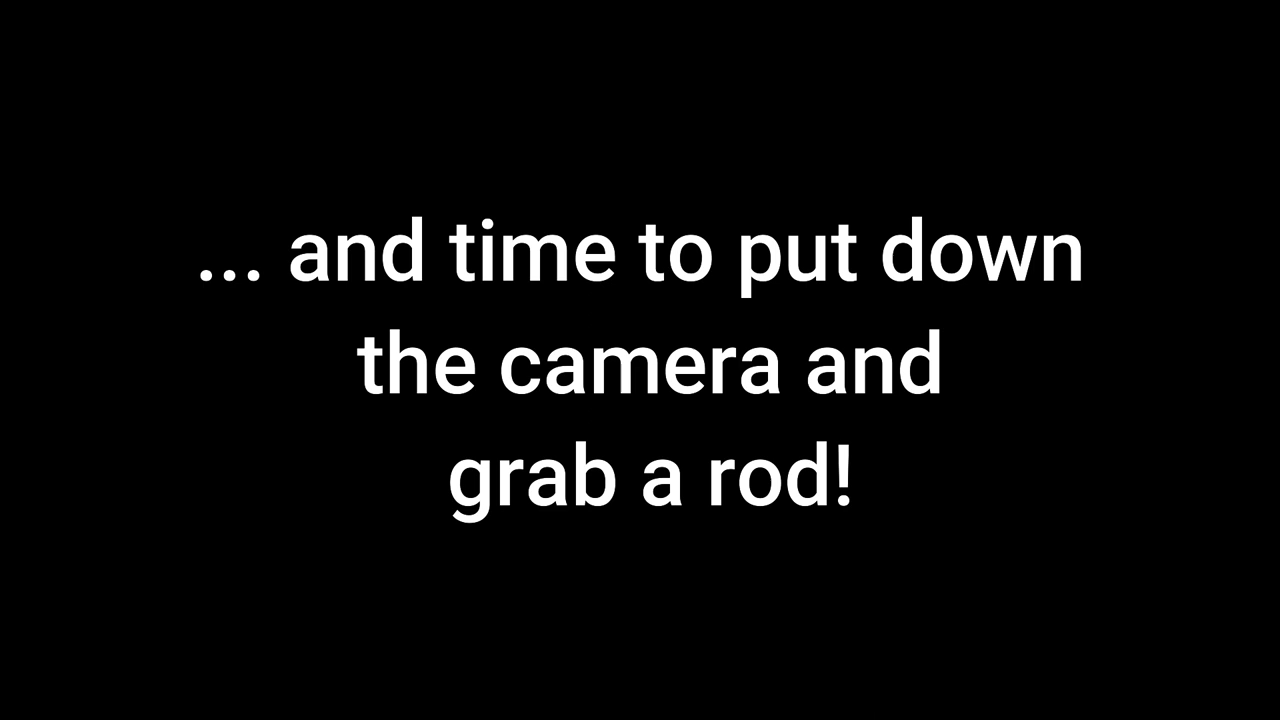 ... and time to put down
the camera and
grab a rod!